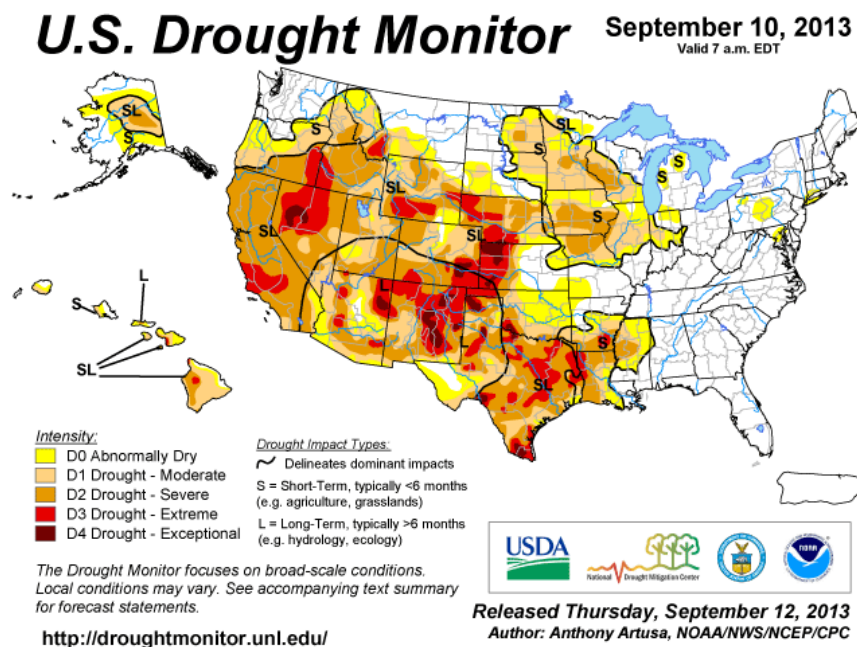 U.S. Drought Monitor
September 10, 2013
Valid 7 a.m. EDT
SL
S
S
SL
S
S
S
SL
S
SL
SL
L
L
S
SL
L
S
SL
Intensity:
D0 Abnormally Dry
D1 Drought - Moderate
D2 Drought - Severe
D3 Drought - Extreme
D4 Drought - Exceptional
Drought Impact Types:
Delineates dominant impacts
S = Short-Term, typically <6 months
(e.g. agriculture, grasslands)
L = Long-Term, typically >6 months
(e.g. hydrology, ecology)
The Drought Monitor focuses on broad-scale conditions.
Local conditions may vary. See accompanying text summary
for forecast statements.
http://droughtmonitor.unl.edu/
USDA
National Drought Mitigation Center
NOAA
Released Thursday, September 12, 2013
Author: Anthony Artusa, NOAA/NWS/NCEP/CPC